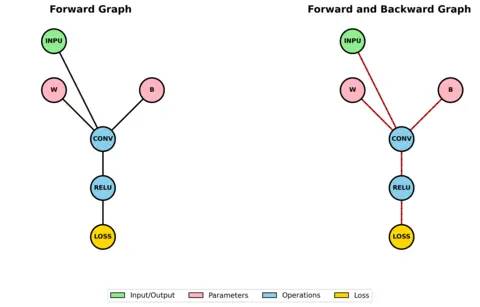 Forward Graph
INPU
W
B
CONV
RELU
LOSS
Forward and Backward Graph
INPU
W
B
CONV
RELU
LOSS
Input/Output
Parameters
Operations
Loss